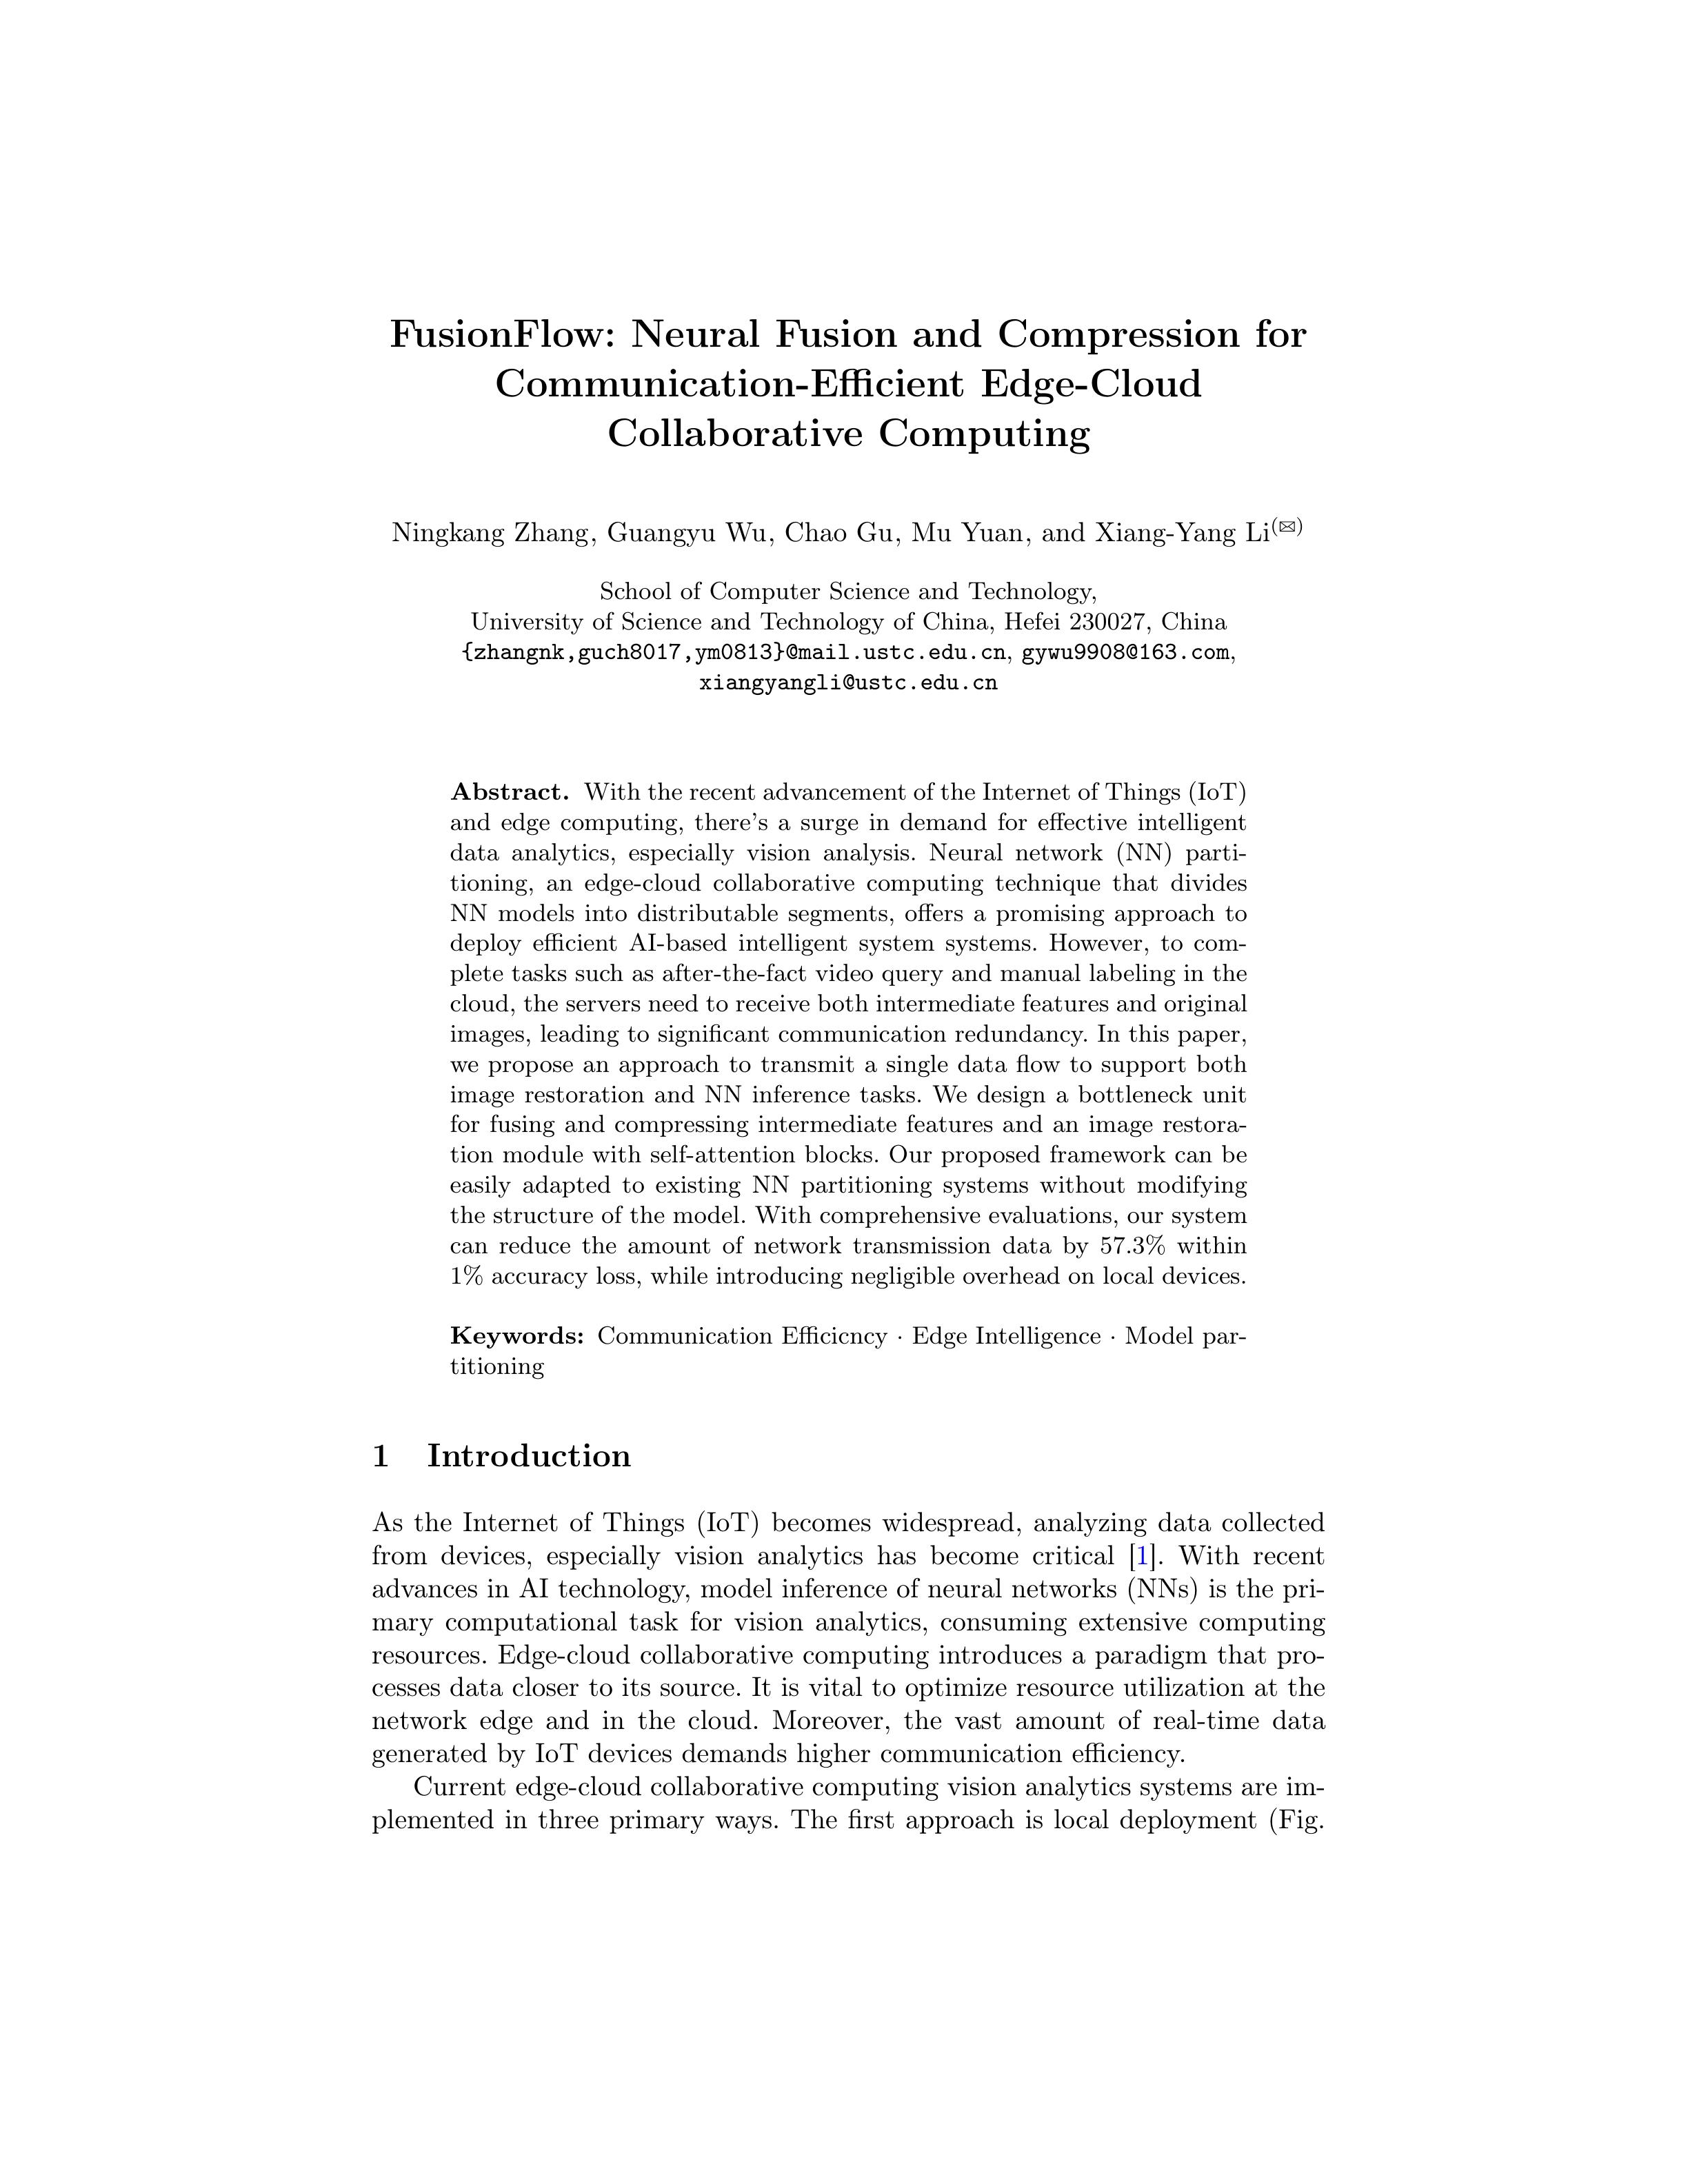 FusionFlow: Neural Fusion and Compression for
Communication-Efficient Edge-Cloud
Collaborative Computing
Ningkang Zhang, Guangyu Wu, Chao Gu, Mu Yuan, and Xiang-Yang Li(✉)
School of Computer Science and Technology,
University of Science and Technology of China, Hefei 230027, China
{zhangnk,guch8017,ym0813}@mail.ustc.edu.cn, gywu9908@163.com,
xiangyangli@ustc.edu.cn
Abstract. With the recent advancement of the Internet of Things (IoT)
and edge computing, there's a surge in demand for effective intelligent
data analytics, especially vision analysis. Neural network (NN) parti-
tioning, an edge-cloud collaborative computing technique that divides
NN models into distributable segments, offers a promising approach to
deploy efficient AI-based intelligent system systems. However, to com-
plete tasks such as after-the-fact video query and manual labeling in the
cloud, the servers need to receive both intermediate features and original
images, leading to significant communication redundancy. In this paper,
we propose an approach to transmit a single data flow to support both
image restoration and NN inference tasks. We design a bottleneck unit
for fusing and compressing intermediate features and an image restora-
tion module with self-attention blocks. Our proposed framework can be
easily adapted to existing NN partitioning systems without modifying
the structure of the model. With comprehensive evaluations, our system
can reduce the amount of network transmission data by 57.3% within
1% accuracy loss, while introducing negligible overhead on local devices.
Keywords: Communication Efficicncy · Edge Intelligence · Model par-
titioning
1 Introduction
As the Internet of Things (IoT) becomes widespread, analyzing data collected
from devices, especially vision analytics has become critical [1]. With recent
advances in AI technology, model inference of neural networks (NNs) is the pri-
mary computational task for vision analytics, consuming extensive computing
resources. Edge-cloud collaborative computing introduces a paradigm that pro-
cesses data closer to its source. It is vital to optimize resource utilization at the
network edge and in the cloud. Moreover, the vast amount of real-time data
generated by IoT devices demands higher communication efficiency.
Current edge-cloud collaborative computing vision analytics systems are im-
plemented in three primary ways. The first approach is local deployment (Fig.